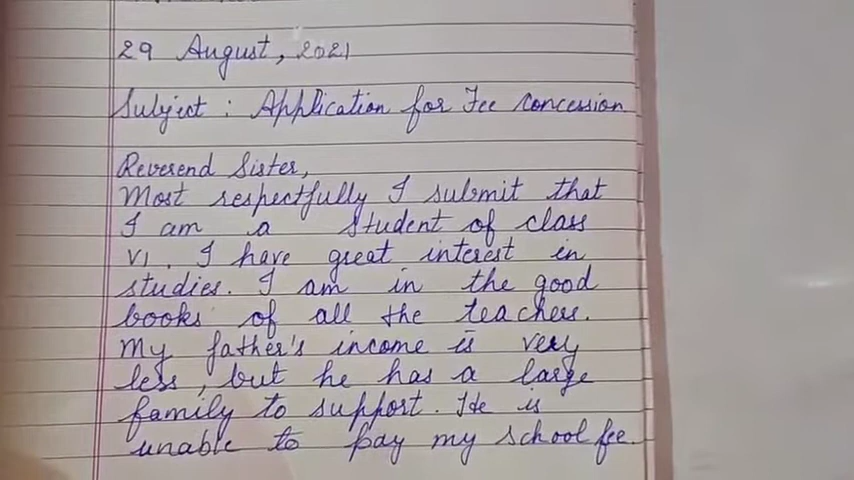 29 August, 2021
Subject : Application for Fee Concession
Reverend Sister,
Most respectfully I submit that
I am a student of class
VI. I have great interest in
studies. I am in the good
books of all the teachers.
My father's income is very
less, but he has a large
family to support. He is
unable to pay my school fee.